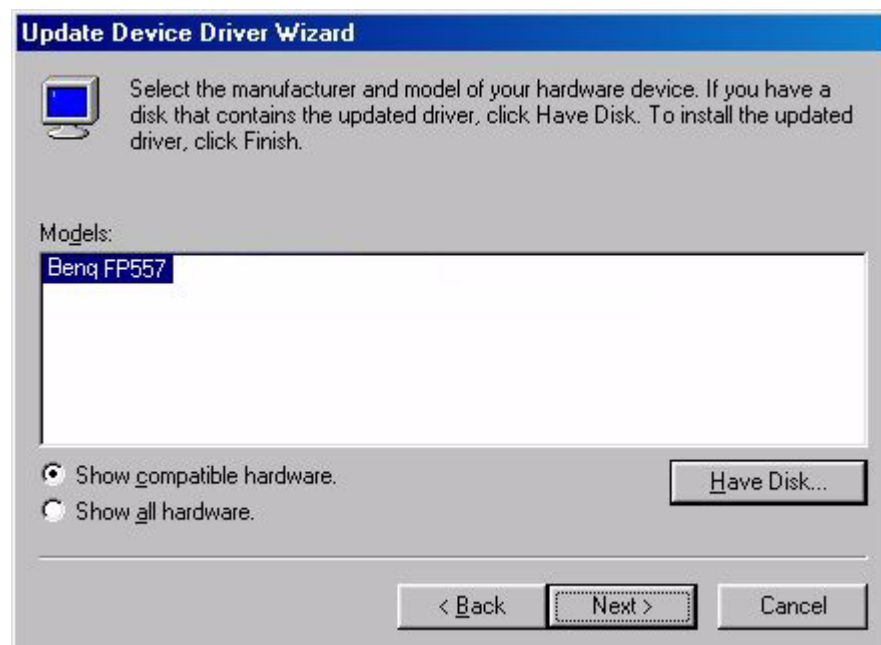 Update Device Driver Wizard
Select the manufacturer and model of your hardware device. If you have a
disk that contains the updated driver, click Have Disk. To install the updated
driver, click Finish.
Models:
Benq FP557
Show compatible hardware.
Have Disk...
Show all hardware.
< Back
Next >
Cancel